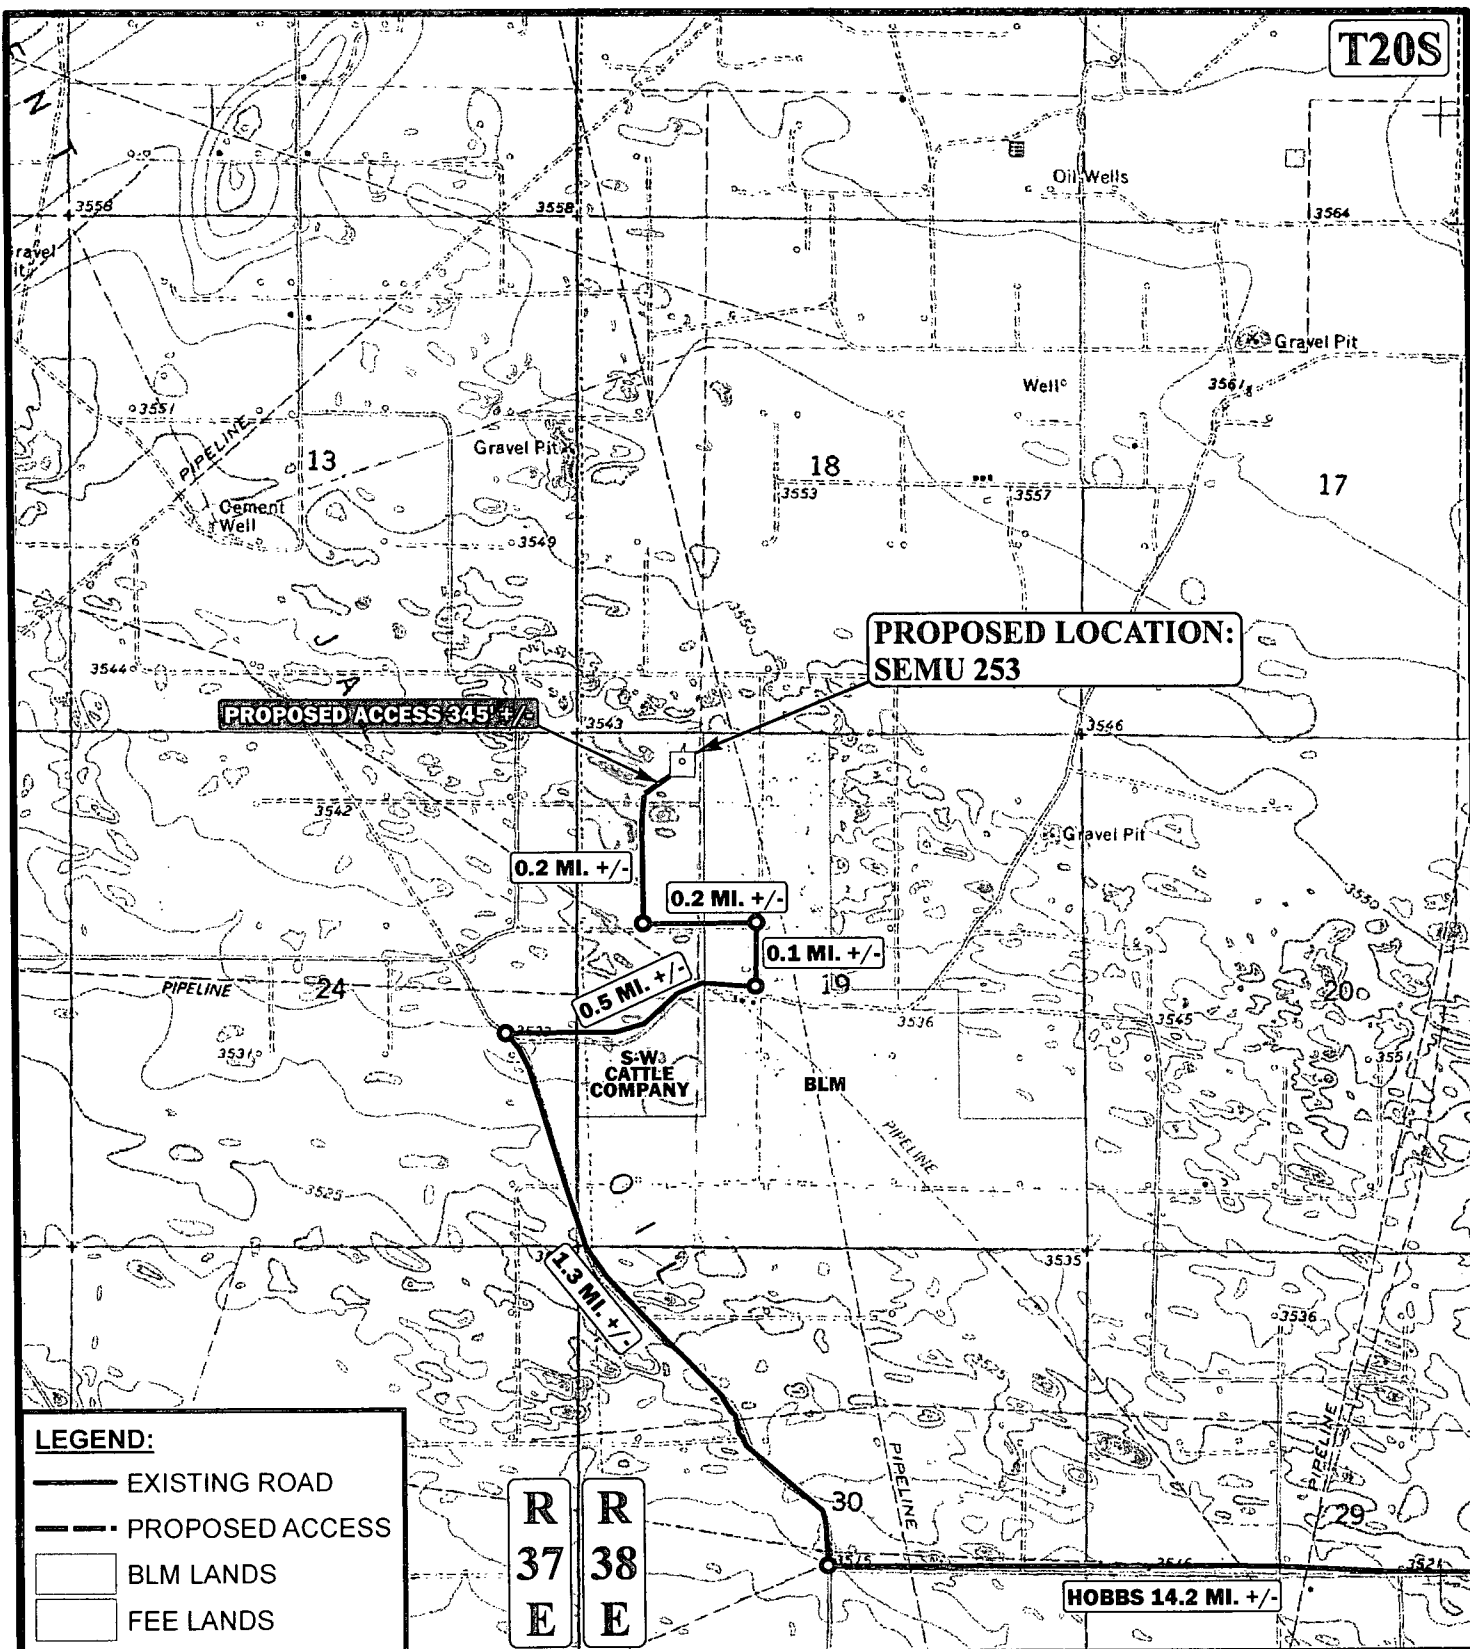 T20S
E
N
T
3556
3558
Oil Wells
3564
Gravel Pit
Well
3561
3551
PIPELINE
Gravel Pit
13
18
17
3553
3557
Cement
Well
3549
3550
PROPOSED LOCATION:
SEMU 253
3544
J
A
PROPOSED ACCESS 345' +/-
3543
3546
3542
Gravel Pit
0.2 MI. +/-
0.2 MI. +/-
3550
0.1 MI. +/-
0.5 MI. +/-
PIPELINE
24
19
20
3536
3545
3531
S-W
CATTLE
COMPANY
BLM
3551
PIPELINE
3525
3535
1.3 MI. +/-
3536
3525
LEGEND:
EXISTING ROAD
PROPOSED ACCESS
BLM LANDS
FEE LANDS
R
37
E
R
38
E
PIPELINE
PIPELINE
30
29
HOBBS 14.2 MI. +/-